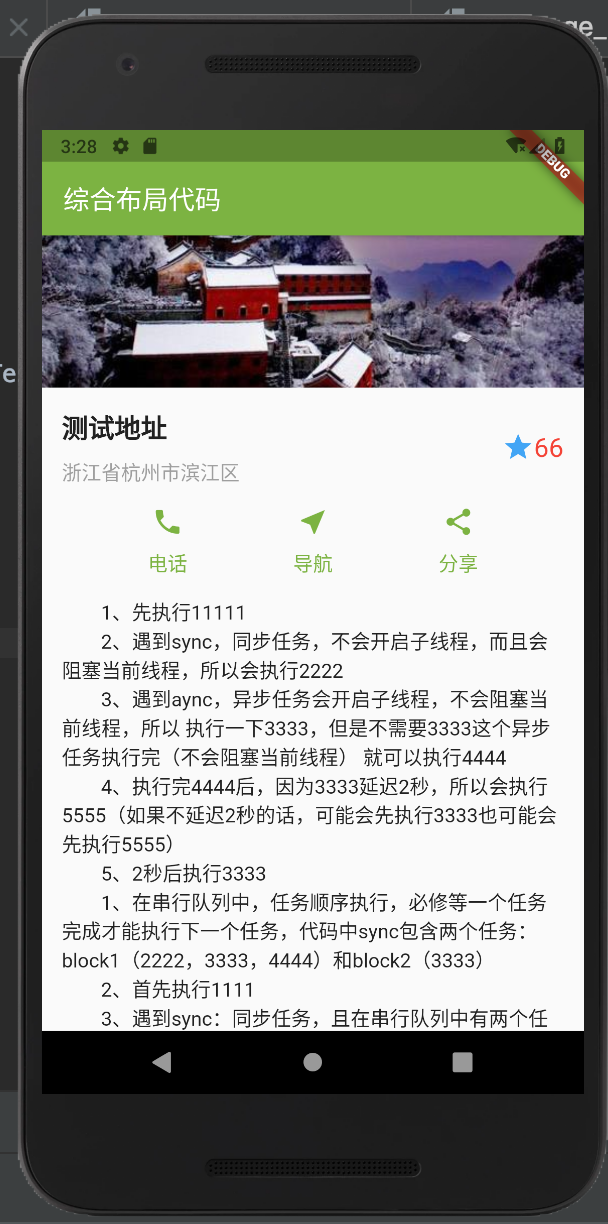 ge_
Te
3:28
DEBUG
综合布局代码
测试地址
浙江省杭州市滨江区
66
电话
导航
分享
1、先执行11111
2、遇到sync，同步任务，不会开启子线程，而且会
阻塞当前线程，所以会执行2222
3、遇到aync，异步任务会开启子线程，不会阻塞当
前线程，所以 执行一下3333，但是不需要3333这个异步
任务执行完（不会阻塞当前线程） 就可以执行4444
4、执行完4444后，因为3333延迟2秒，所以会执行
5555（如果不延迟2秒的话，可能会先执行3333也可能会
先执行5555）
5、2秒后执行3333
1、在串行队列中，任务顺序执行，必修等一个任务
完成才能执行下一个任务，代码中sync包含两个任务：
block1（2222，3333，4444）和block2（3333）
2、首先执行1111
3、遇到sync：同步任务，且在串行队列中有两个任